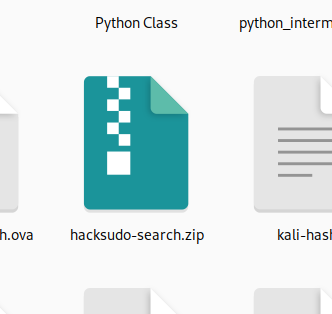 Python Class
python_interm
h.ova
hacksudo-search.zip
kali-hash